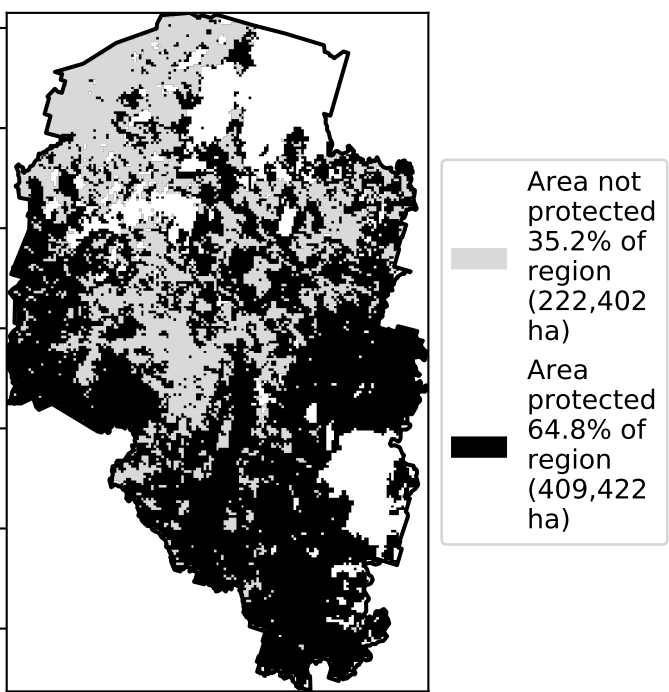 Area not
protected
35.2% of
region
(222,402
ha)
Area
protected
64.8% of
region
(409,422
ha)